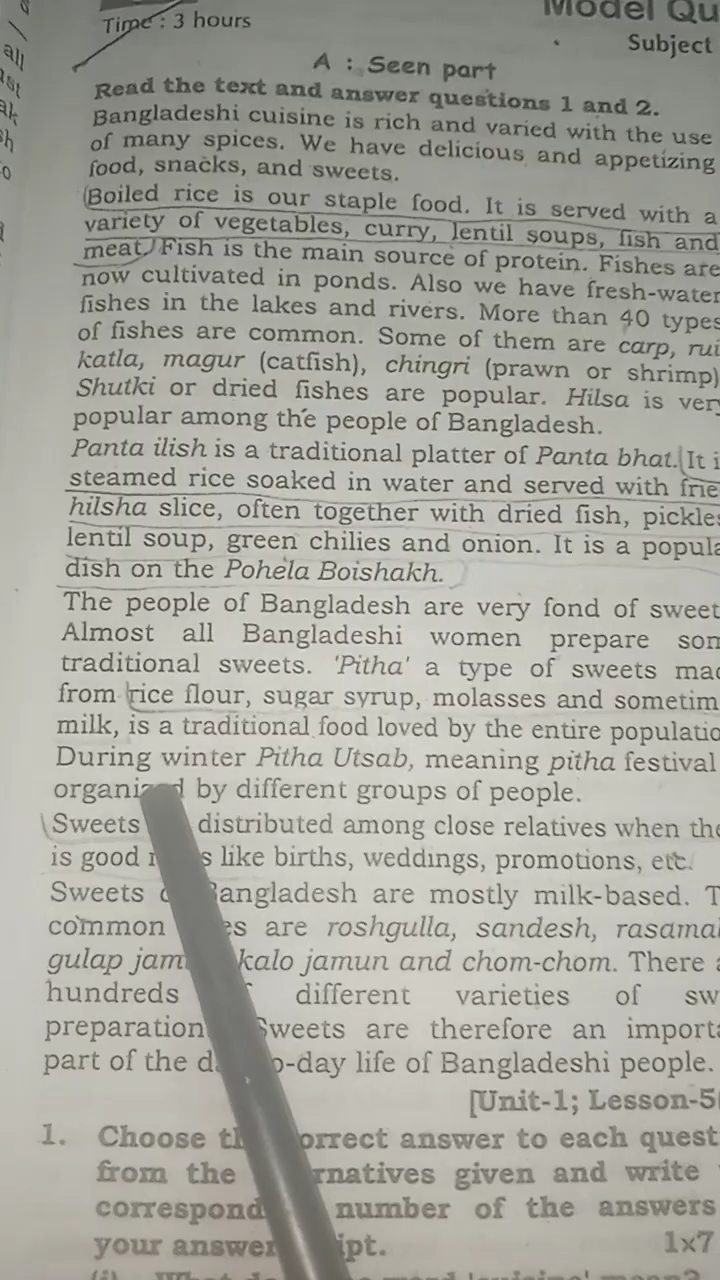 Model Qu
Time : 3 hours
Subject
A : Seen part
Read the text and answer questions 1 and 2.
Bangladeshi cuisine is rich and varied with the use
of many spices. We have delicious and appetizing
food, snacks, and sweets.
Boiled rice is our staple food. It is served with a
variety of vegetables, curry, lentil soups, fish and
meat. Fish is the main source of protein. Fishes are
now cultivated in ponds. Also we have fresh-water
fishes in the lakes and rivers. More than 40 types
of fishes are common. Some of them are carp, rui
katla, magur (catfish), chingri (prawn or shrimp)
Shutki or dried fishes are popular. Hilsa is very
popular among the people of Bangladesh.
Panta ilish is a traditional platter of Panta bhat. It i
steamed rice soaked in water and served with frie
hilsha slice, often together with dried fish, pickles
lentil soup, green chilies and onion. It is a popula
dish on the Pohela Boishakh.
The people of Bangladesh are very fond of sweet
Almost all Bangladeshi women prepare som
traditional sweets. 'Pitha' a type of sweets mad
from rice flour, sugar syrup, molasses and sometim
milk, is a traditional food loved by the entire populatio
During winter Pitha Utsab, meaning pitha festival
organized by different groups of people.
Sweets distributed among close relatives when the
is good like births, weddings, promotions, etc.
Sweets Bangladesh are mostly milk-based. T
common are roshgulla, sandesh, rasamal
gulap jam kalo jamun and chom-chom. There a
hundreds different varieties of sw
preparation Sweets are therefore an importa
part of the day-to-day life of Bangladeshi people.
[Unit-1; Lesson-5
1. Choose the correct answer to each quest
from the alternatives given and write
correspond number of the answers
your answer script.
1x7